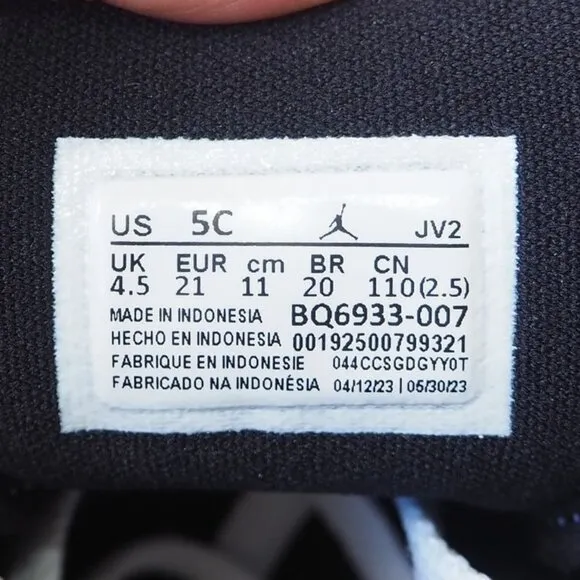 US 5C JV2
UK EUR cm BR CN
4.5 21 11 20 110(2.5)
MADE IN INDONESIA BQ6933-007
HECHO EN INDONESIA 00192500799321
FABRIQUE EN INDONESIE 044CCSGDGYY0T
FABRICADO NA INDONÉSIA 04/12/23 | 05/30/23